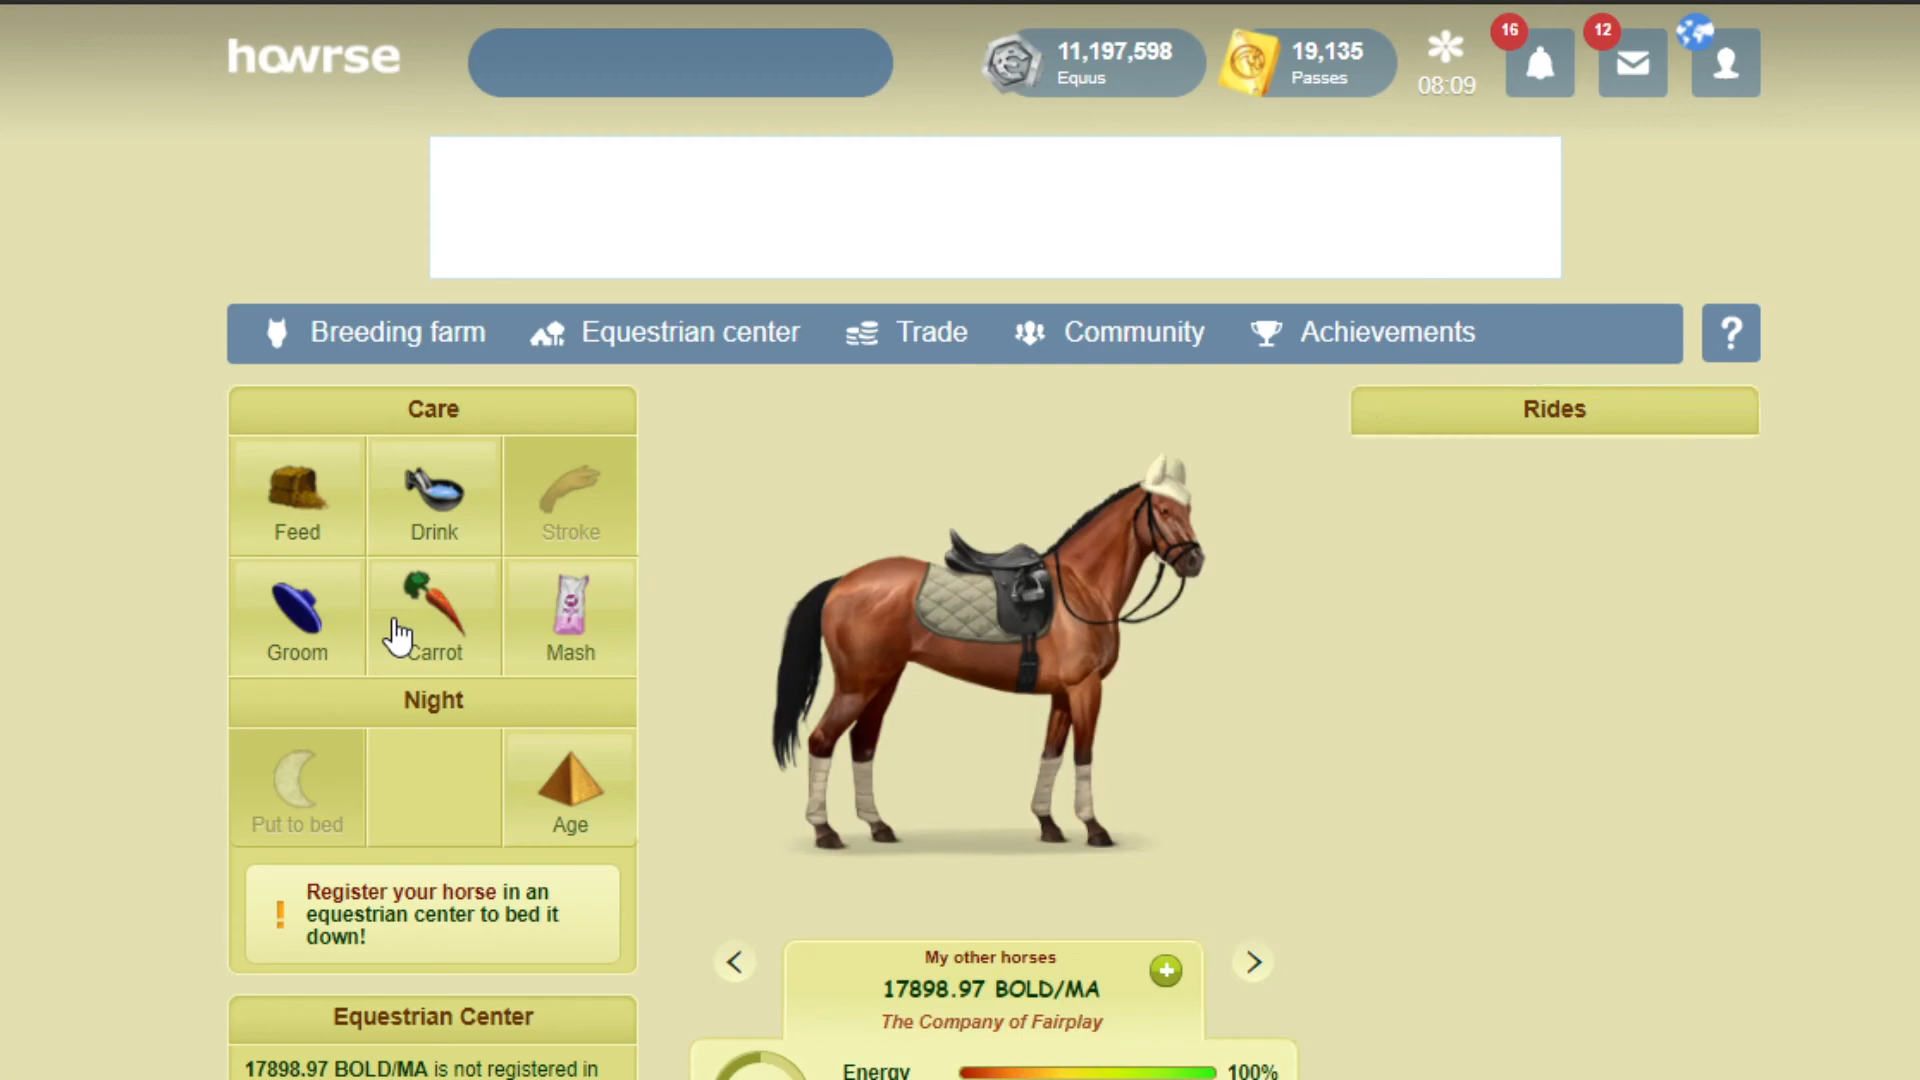 howrse
11,197,598
Equus
19,135
Passes
08:09
16
12
Breeding farm
Equestrian center
Trade
Community
Achievements
?
Care
Feed
Drink
Stroke
Groom
Carrot
Mash
Night
Put to bed
Age
Register your horse in an
equestrian center to bed it
down!
Equestrian Center
17898.97 BOLD/MA is not registered in
Rides
My other horses
17898.97 BOLD/MA
The Company of Fairplay
Energy
100%